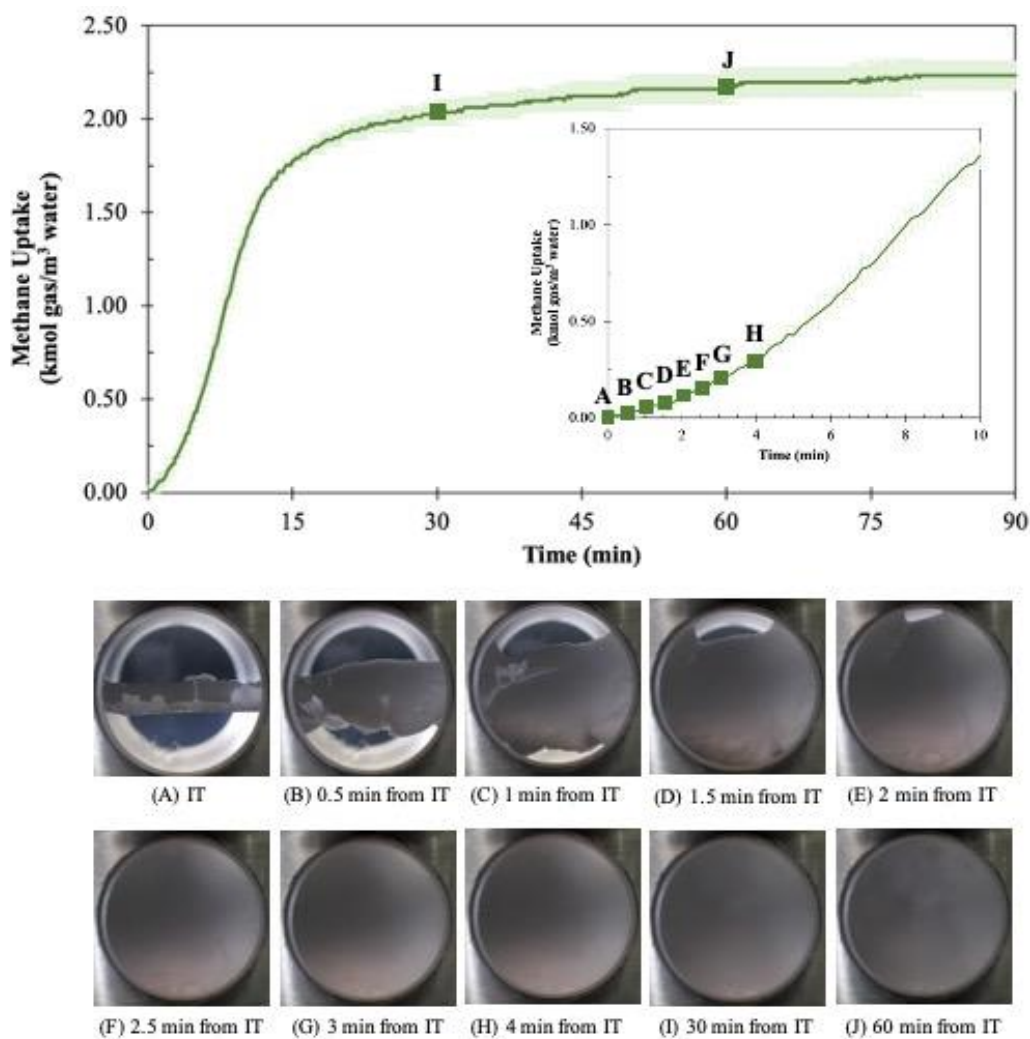 2.50
2.00
1.50
1.00
0.50
0.00
Methane Uptake
(kmol gas/m³ water)
0
15
30
45
60
75
90
Time (min)
I
J
1.50
1.00
0.50
0.00
Methane Uptake
(kmol gas/m³ water)
A
B
C
D
E
F
G
H
0
2
4
6
8
10
Time (min)
(A) IT
(B) 0.5 min from IT
(C) 1 min from IT
(D) 1.5 min from IT
(E) 2 min from IT
(F) 2.5 min from IT
(G) 3 min from IT
(H) 4 min from IT
(I) 30 min from IT
(J) 60 min from IT